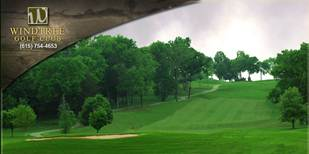 WINDTREE
GOLF CLUB
(615) 754-4653